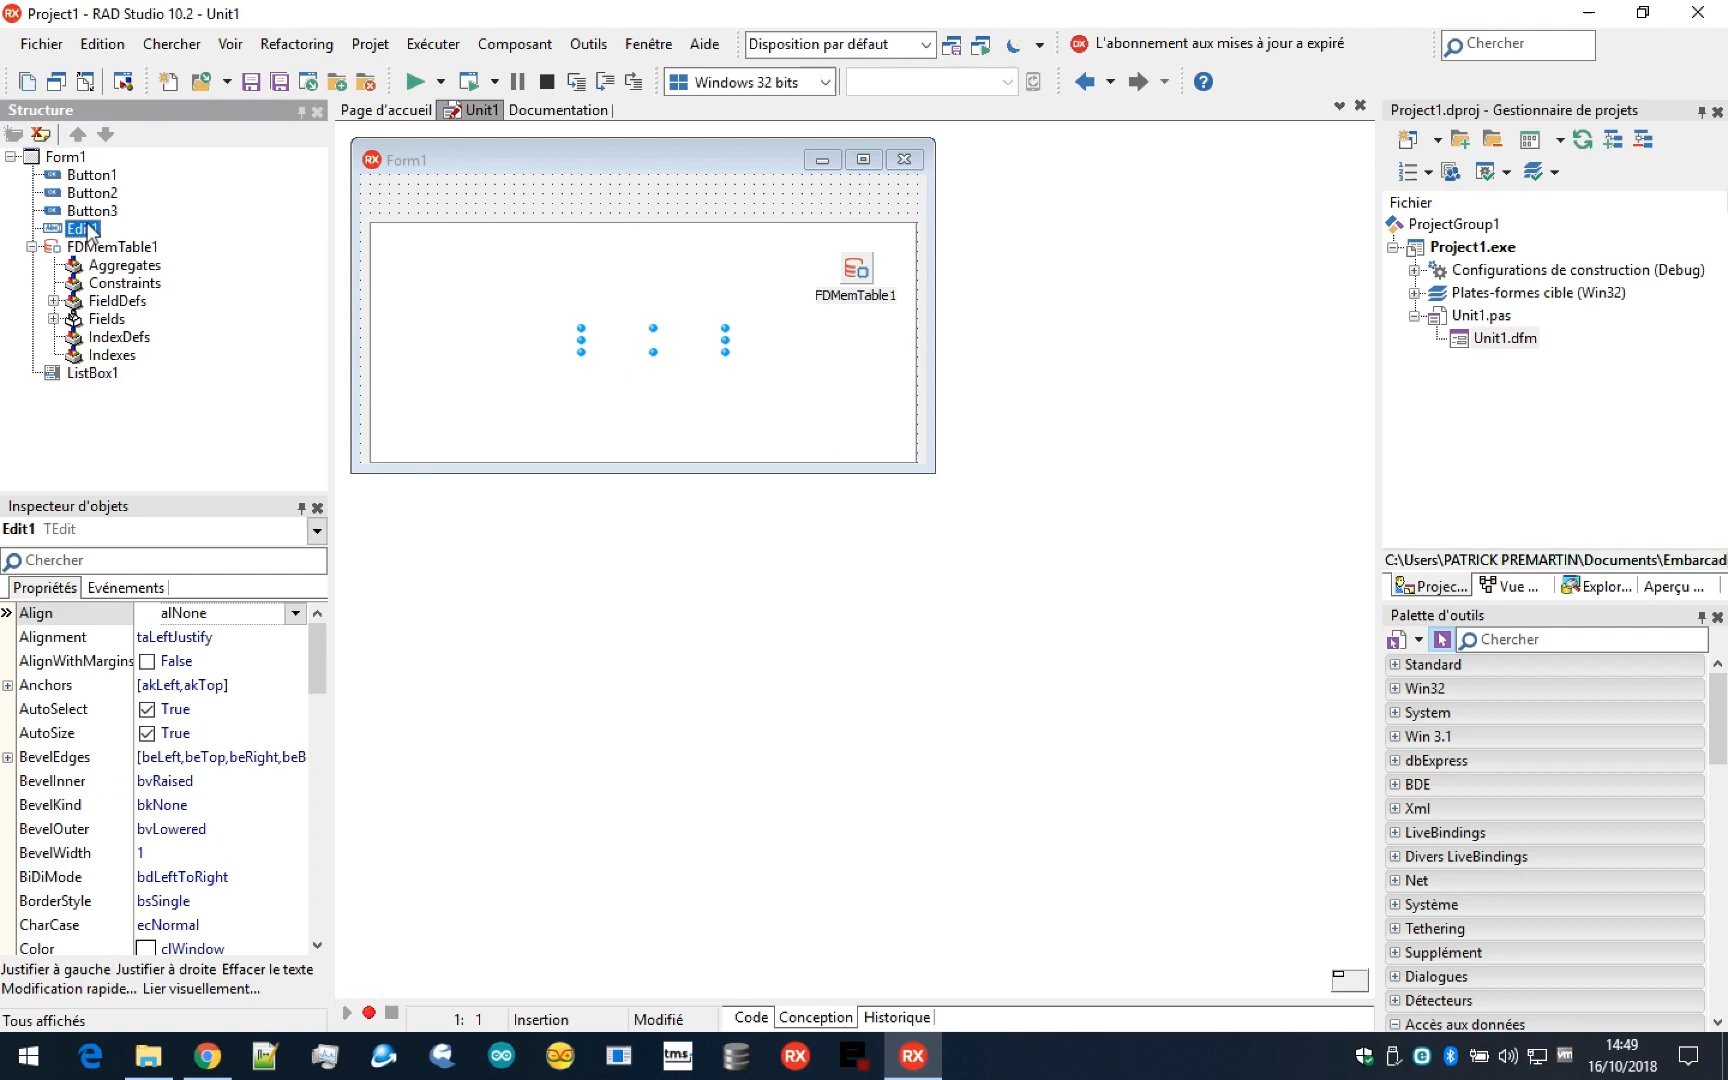 Project1 - RAD Studio 10.2 - Unit1
Fichier Edition Chercher Voir Refactoring Projet Exécuter Composant Outils Fenêtre Aide
Disposition par défaut
L'abonnement aux mises à jour a expiré
Chercher
Windows 32 bits
Structure
Page d'accueil Unit1 Documentation
Form1
Button1
Button2
Button3
FDMemTable1
Aggregates
Constraints
FieldDefs
Fields
IndexDefs
Indexes
ListBox1
Form1
FDMemTable1
Inspecteur d'objets
Edit1 TEdit
Chercher
Propriétés Evénements
Align alNone
Alignment taLeftJustify
AlignWithMargins False
Anchors [akLeft,akTop]
AutoSelect True
AutoSize True
BevelEdges [beLeft,beTop,beRight,beB
BevelInner bvRaised
BevelKind bkNone
BevelOuter bvLowered
BevelWidth 1
BiDiMode bdLeftToRight
BorderStyle bsSingle
CharCase ecNormal
Color clWindow
Justifier à gauche Justifier à droite Effacer le texte
Modification rapide... Lier visuellement...
Tous affichés
1: 1 Insertion Modifié Code Conception Historique
Project1.dproj - Gestionnaire de projets
Fichier
ProjectGroup1
Project1.exe
Configurations de construction (Debug)
Plates-formes cible (Win32)
Unit1.pas
Unit1.dfm
C:\Users\PATRICK PREMARTIN\Documents\Embarcad
Projec... Vue ... Explor... Aperçu ...
Palette d'outils
Chercher
Standard
Win32
System
Win 3.1
dbExpress
BDE
Xml
LiveBindings
Divers LiveBindings
Net
Système
Tethering
Supplément
Dialogues
Détecteurs
Accès aux données
tms
RX
RX
14:49
16/10/2018